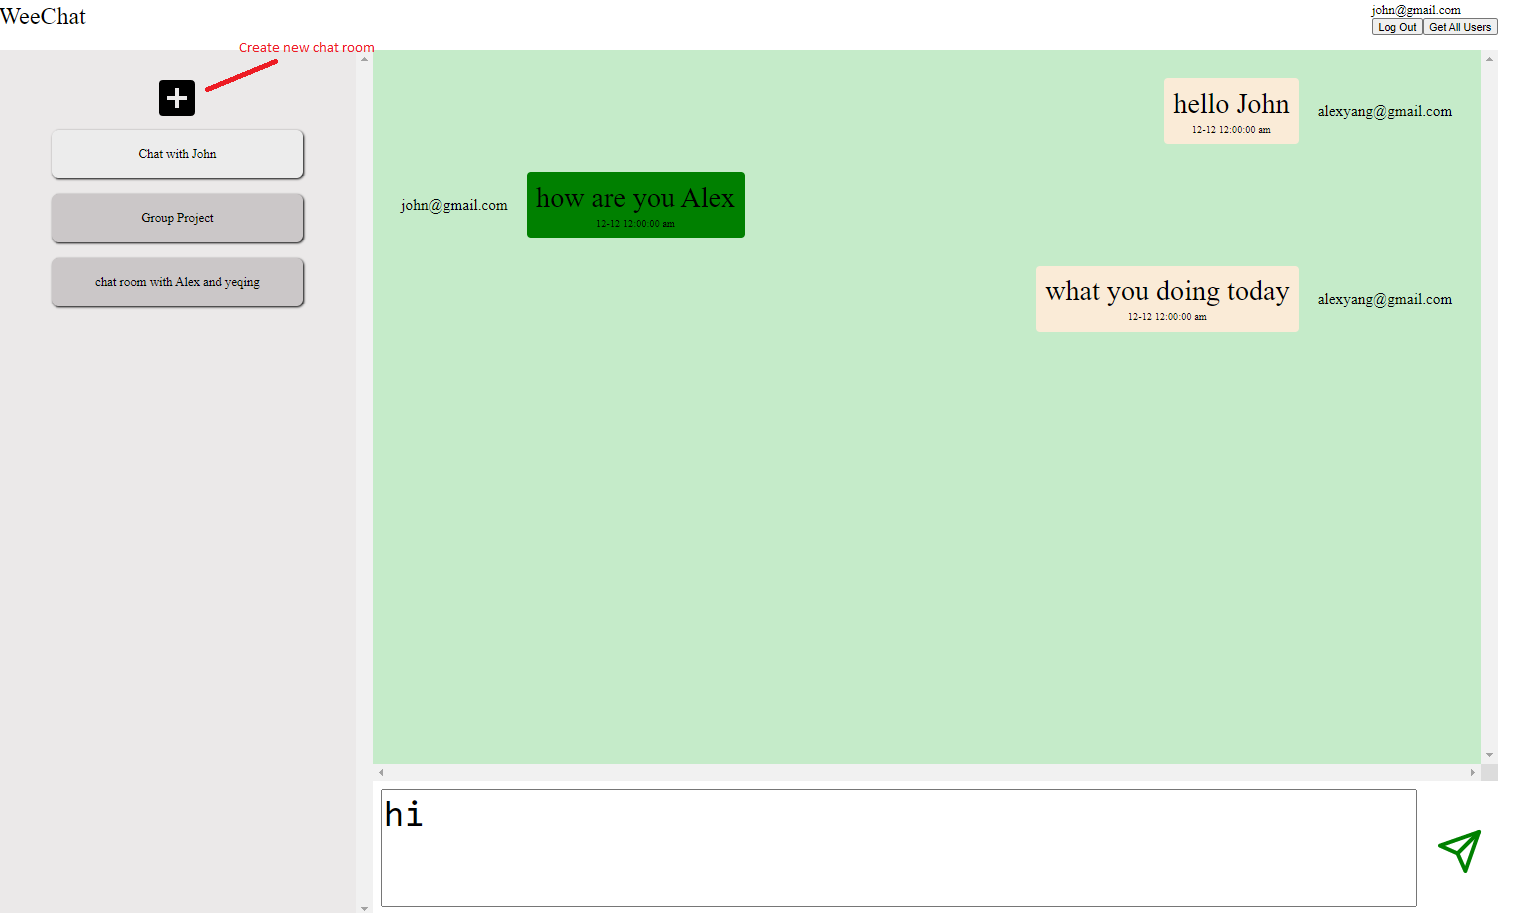 WeeChat
john@gmail.com
Log Out Get All Users
Create new chat room
Chat with John
Group Project
chat room with Alex and yeqing
hello John
12-12 12:00:00 am
alexyang@gmail.com
john@gmail.com
how are you Alex
12-12 12:00:00 am
what you doing today
12-12 12:00:00 am
alexyang@gmail.com
hi